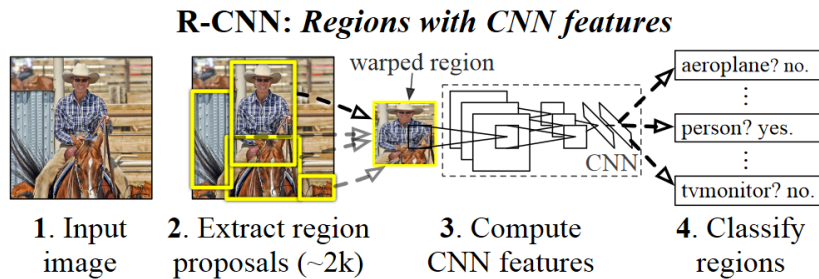 R-CNN: Regions with CNN features
warped region
aeroplane? no.
person? yes.
tvmonitor? no.
CNN
1. Input
image
2. Extract region
proposals (~2k)
3. Compute
CNN features
4. Classify
regions